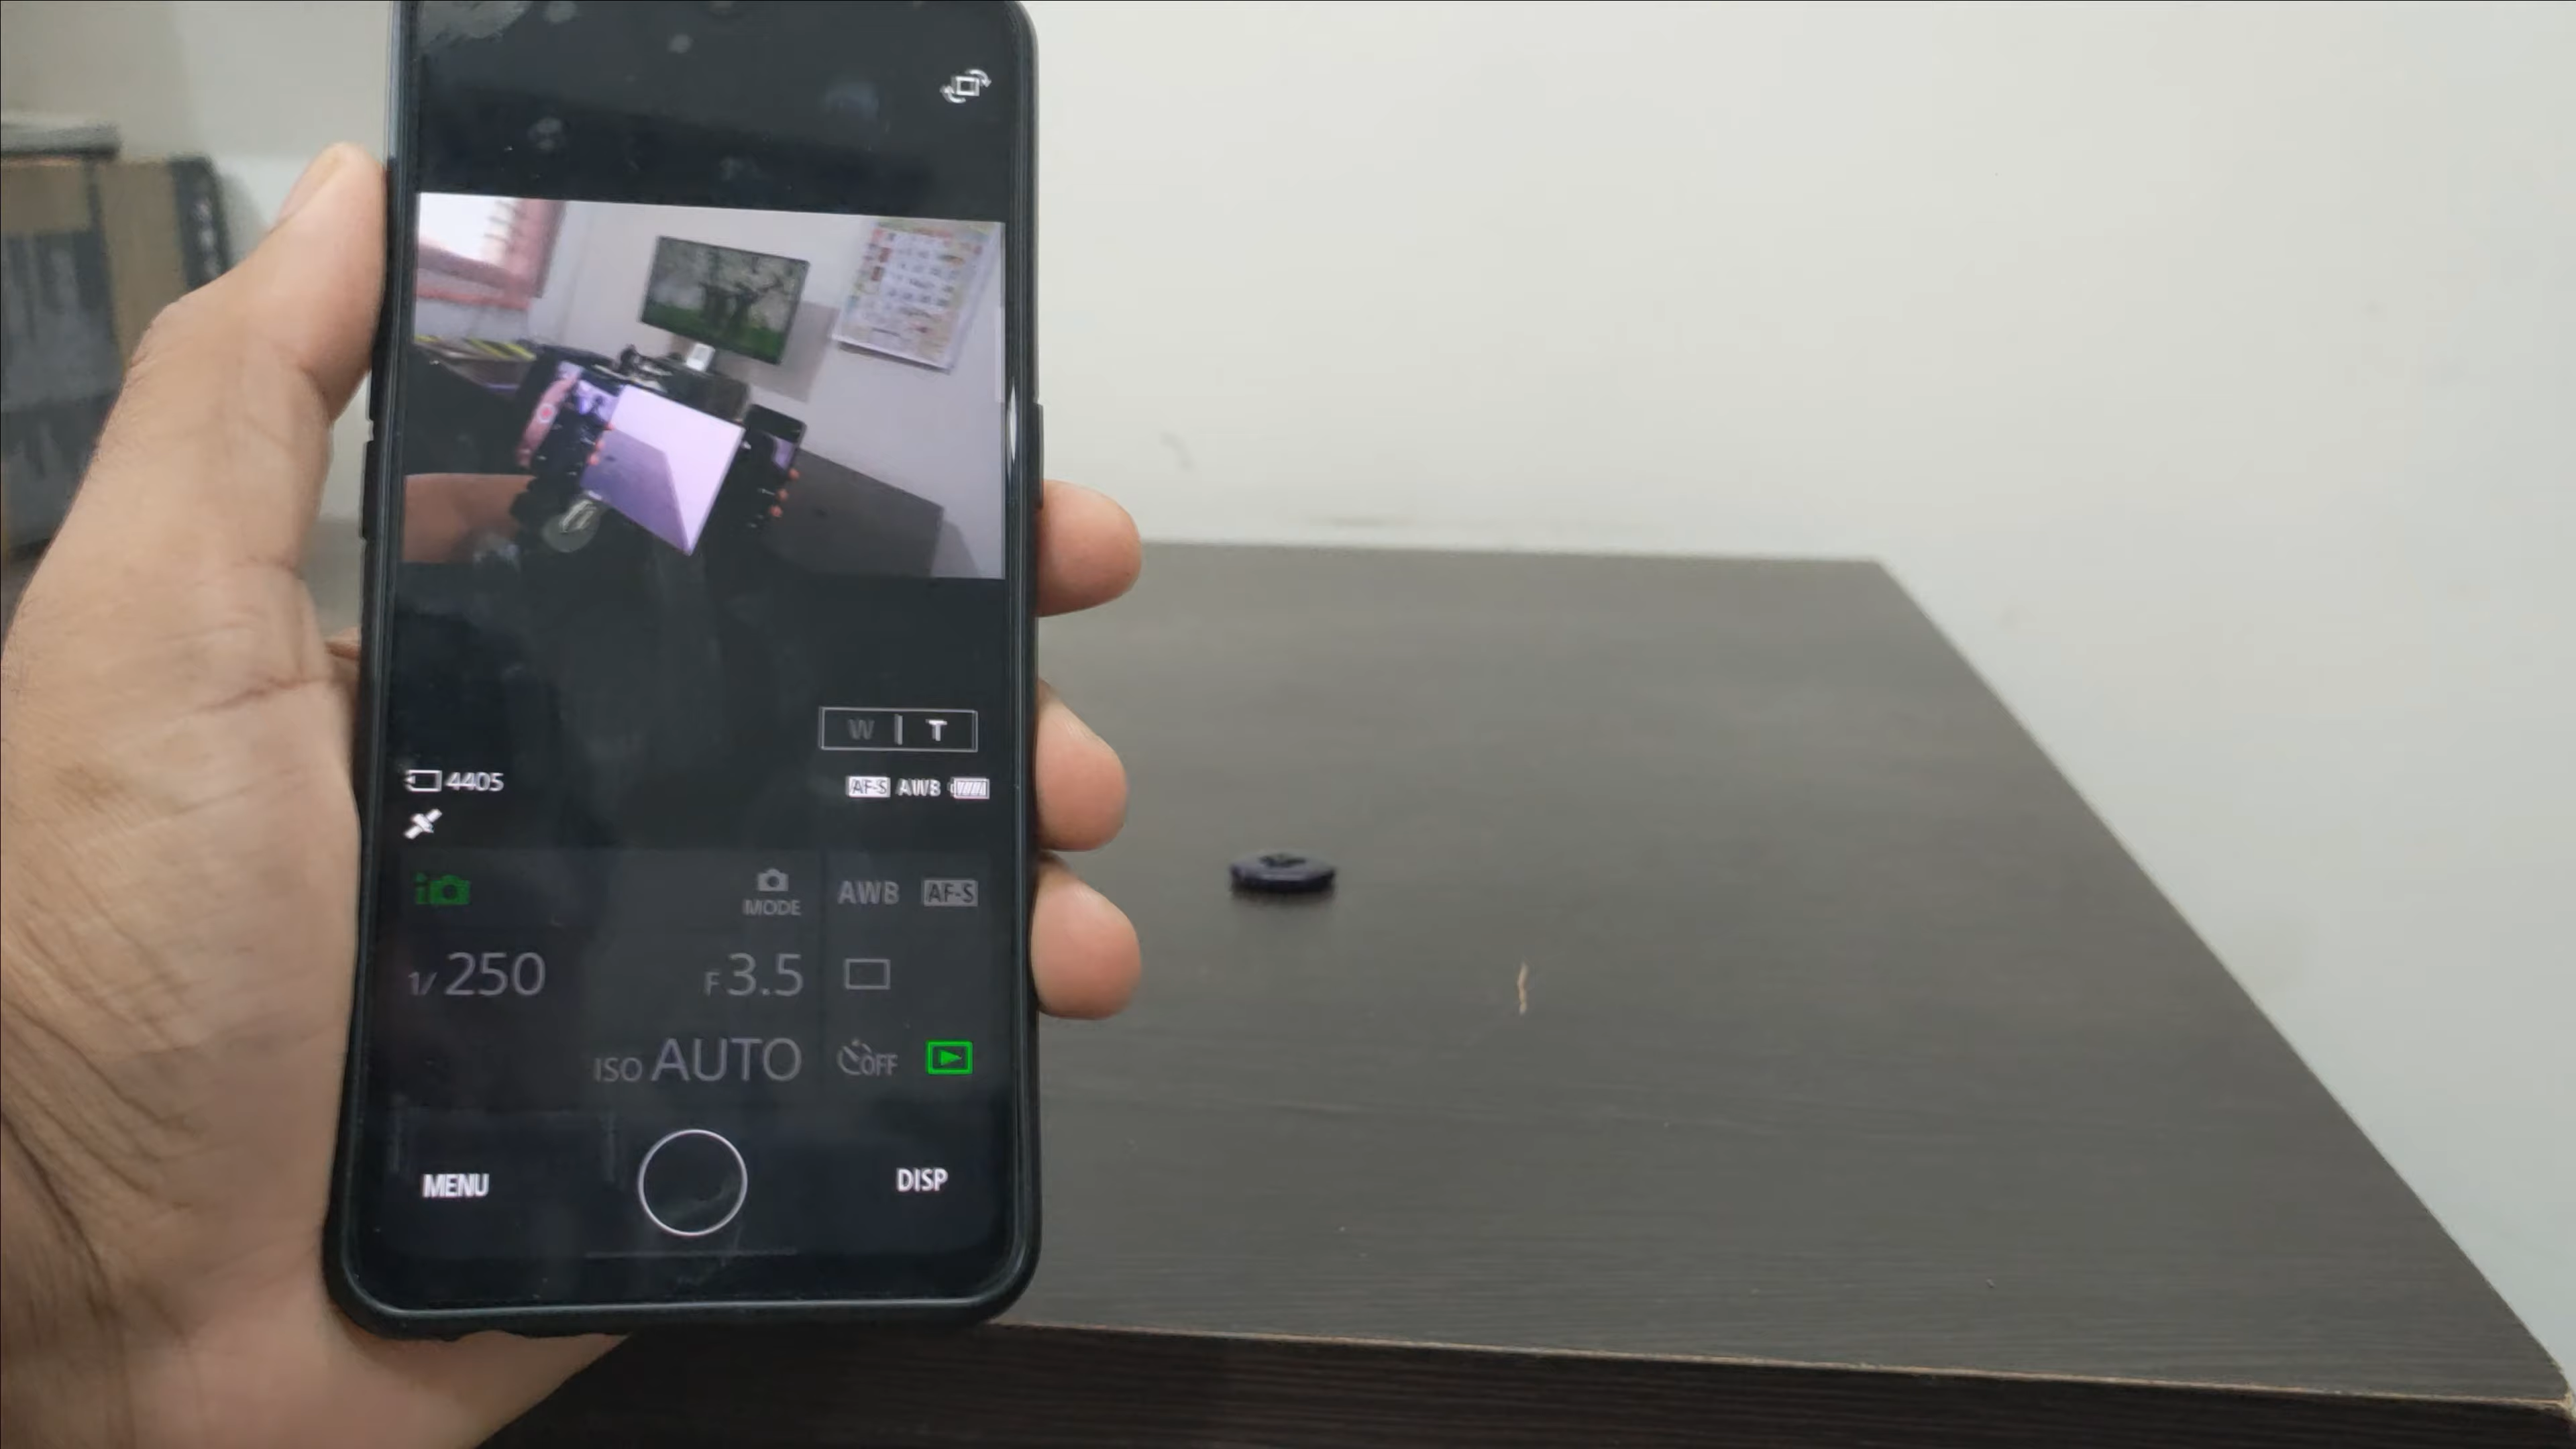 W | T
4405
AF-S AWB
MODE AWB AF-S
1/250 F3.5
ISO AUTO OFF
MENU DISP